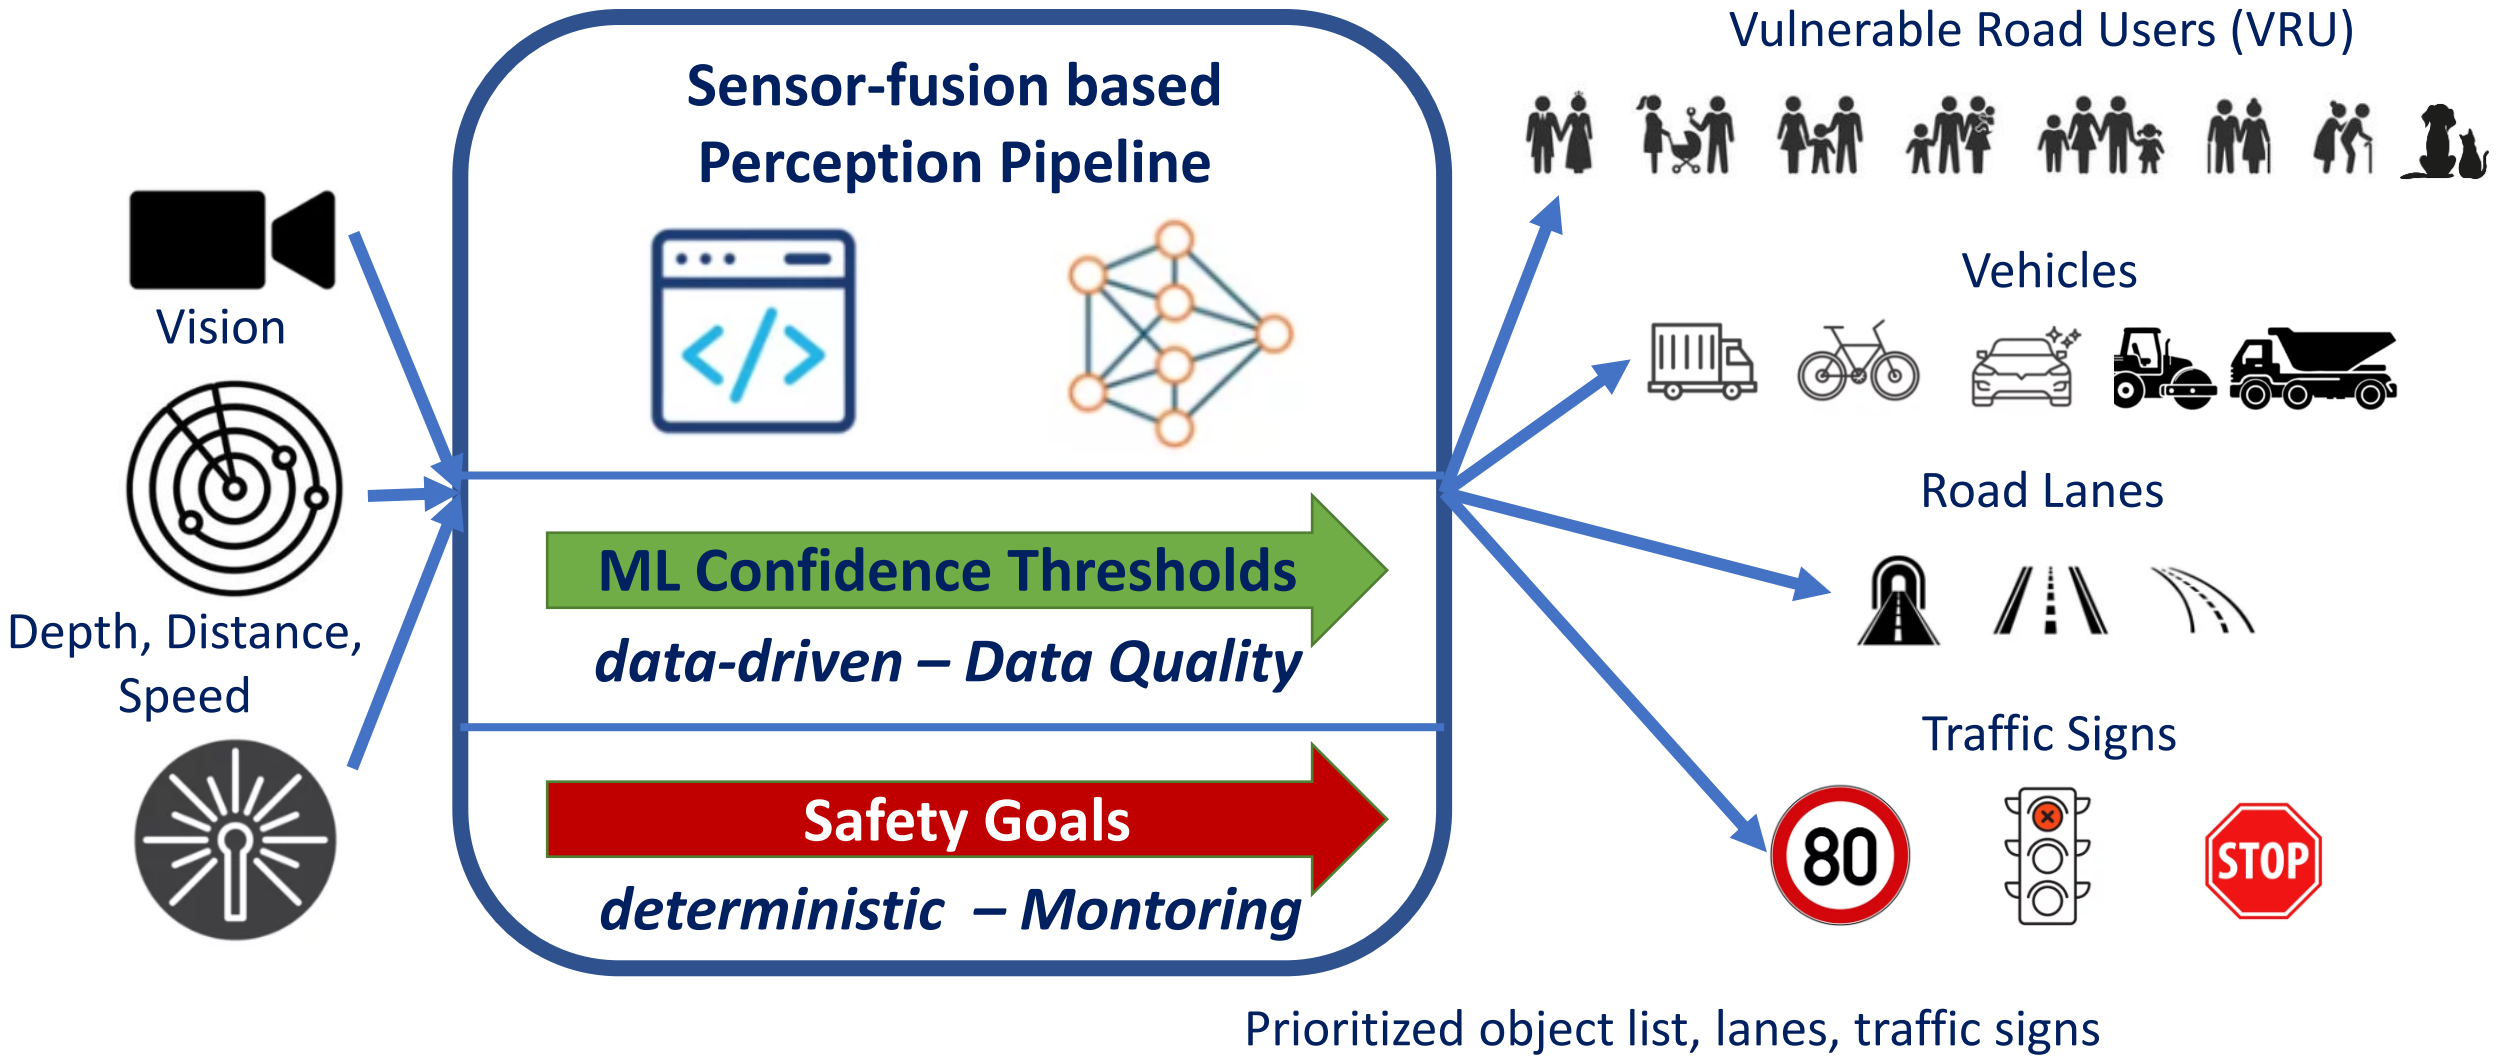 Sensor-fusion based
Perception Pipeline
Vision
Depth, Distance,
Speed
ML Confidence Thresholds
data-driven – Data Quality
Safety Goals
deterministic – Montoring
Vulnerable Road Users (VRU)
Vehicles
Road Lanes
Traffic Signs
80
STOP
Prioritized object list, lanes, traffic signs